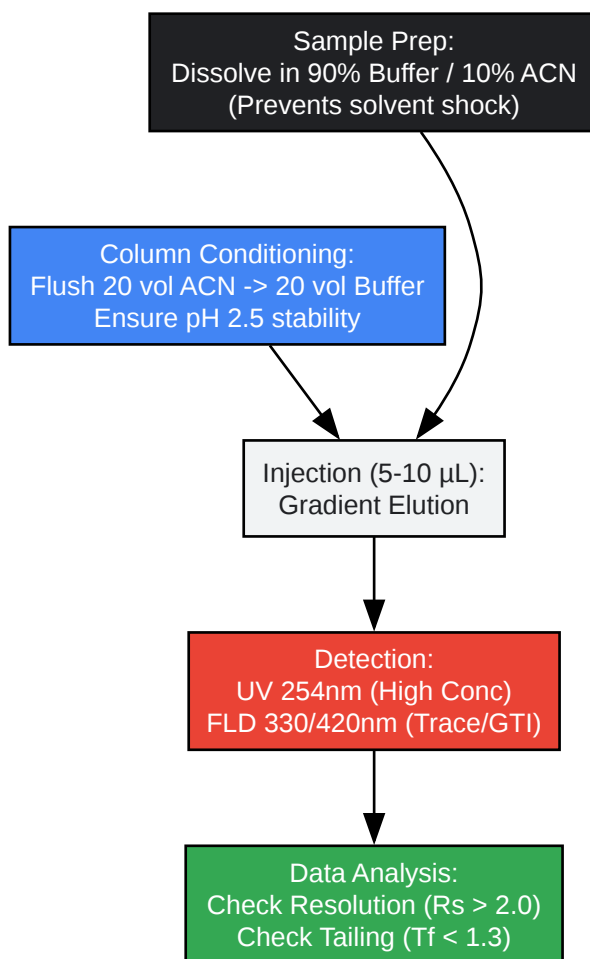 Sample Prep:
Dissolve in 90% Buffer / 10% ACN
(Prevents solvent shock)
Column Conditioning:
Flush 20 vol ACN -> 20 vol Buffer
Ensure pH 2.5 stability
Injection (5-10 µL):
Gradient Elution
Detection:
UV 254nm (High Conc)
FLD 330/420nm (Trace/GTI)
Data Analysis:
Check Resolution (Rs > 2.0)
Check Tailing (Tf < 1.3)